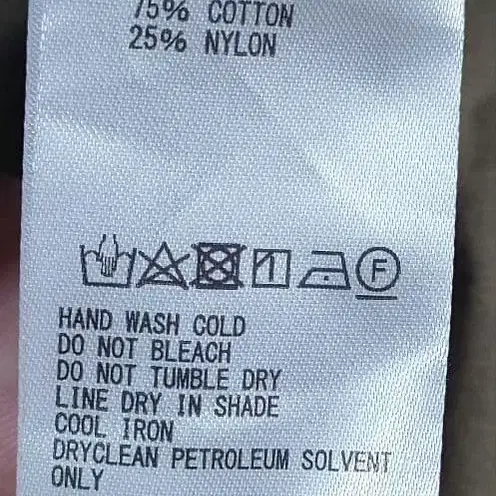 75% COTTON
25% NYLON
F
HAND WASH COLD
DO NOT BLEACH
DO NOT TUMBLE DRY
LINE DRY IN SHADE
COOL IRON
DRYCLEAN PETROLEUM SOLVENT
ONLY